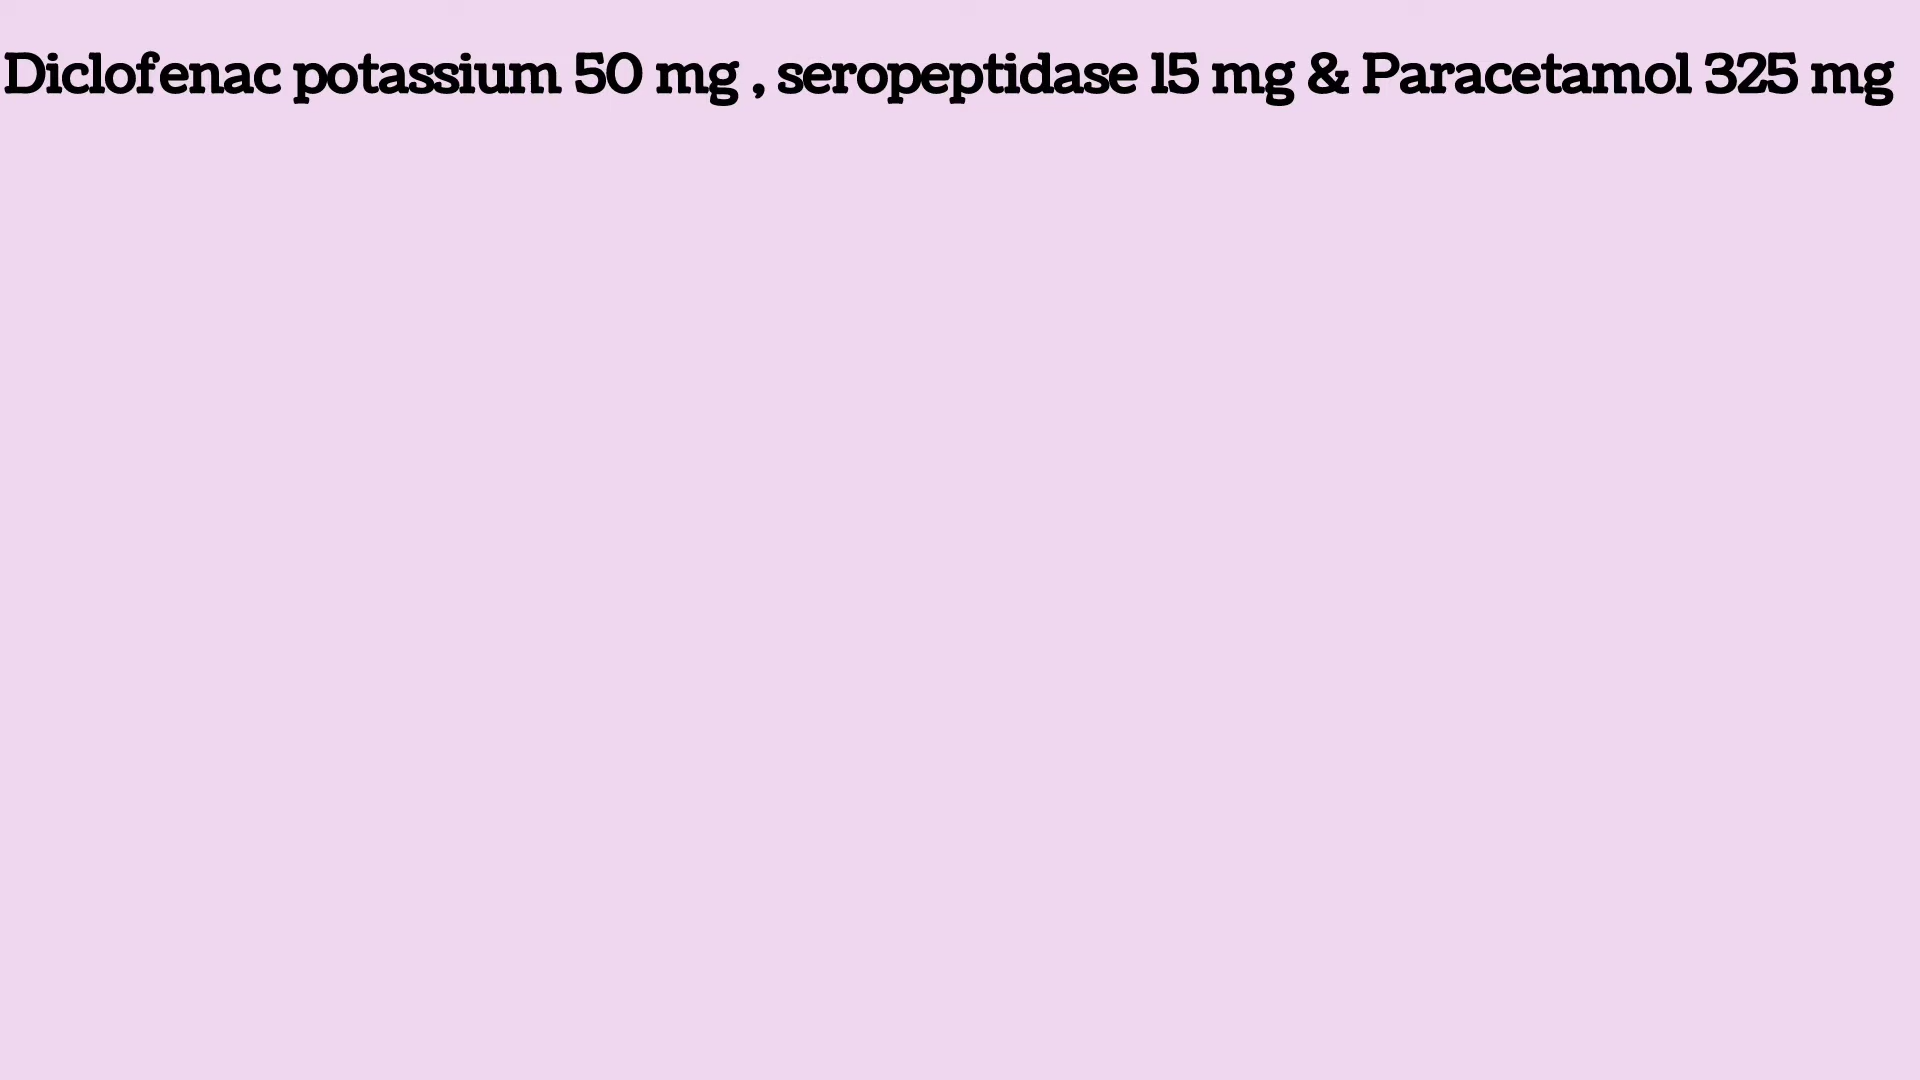 Diclofenac potassium 50 mg , seropeptidase 15 mg & Paracetamol 325 mg